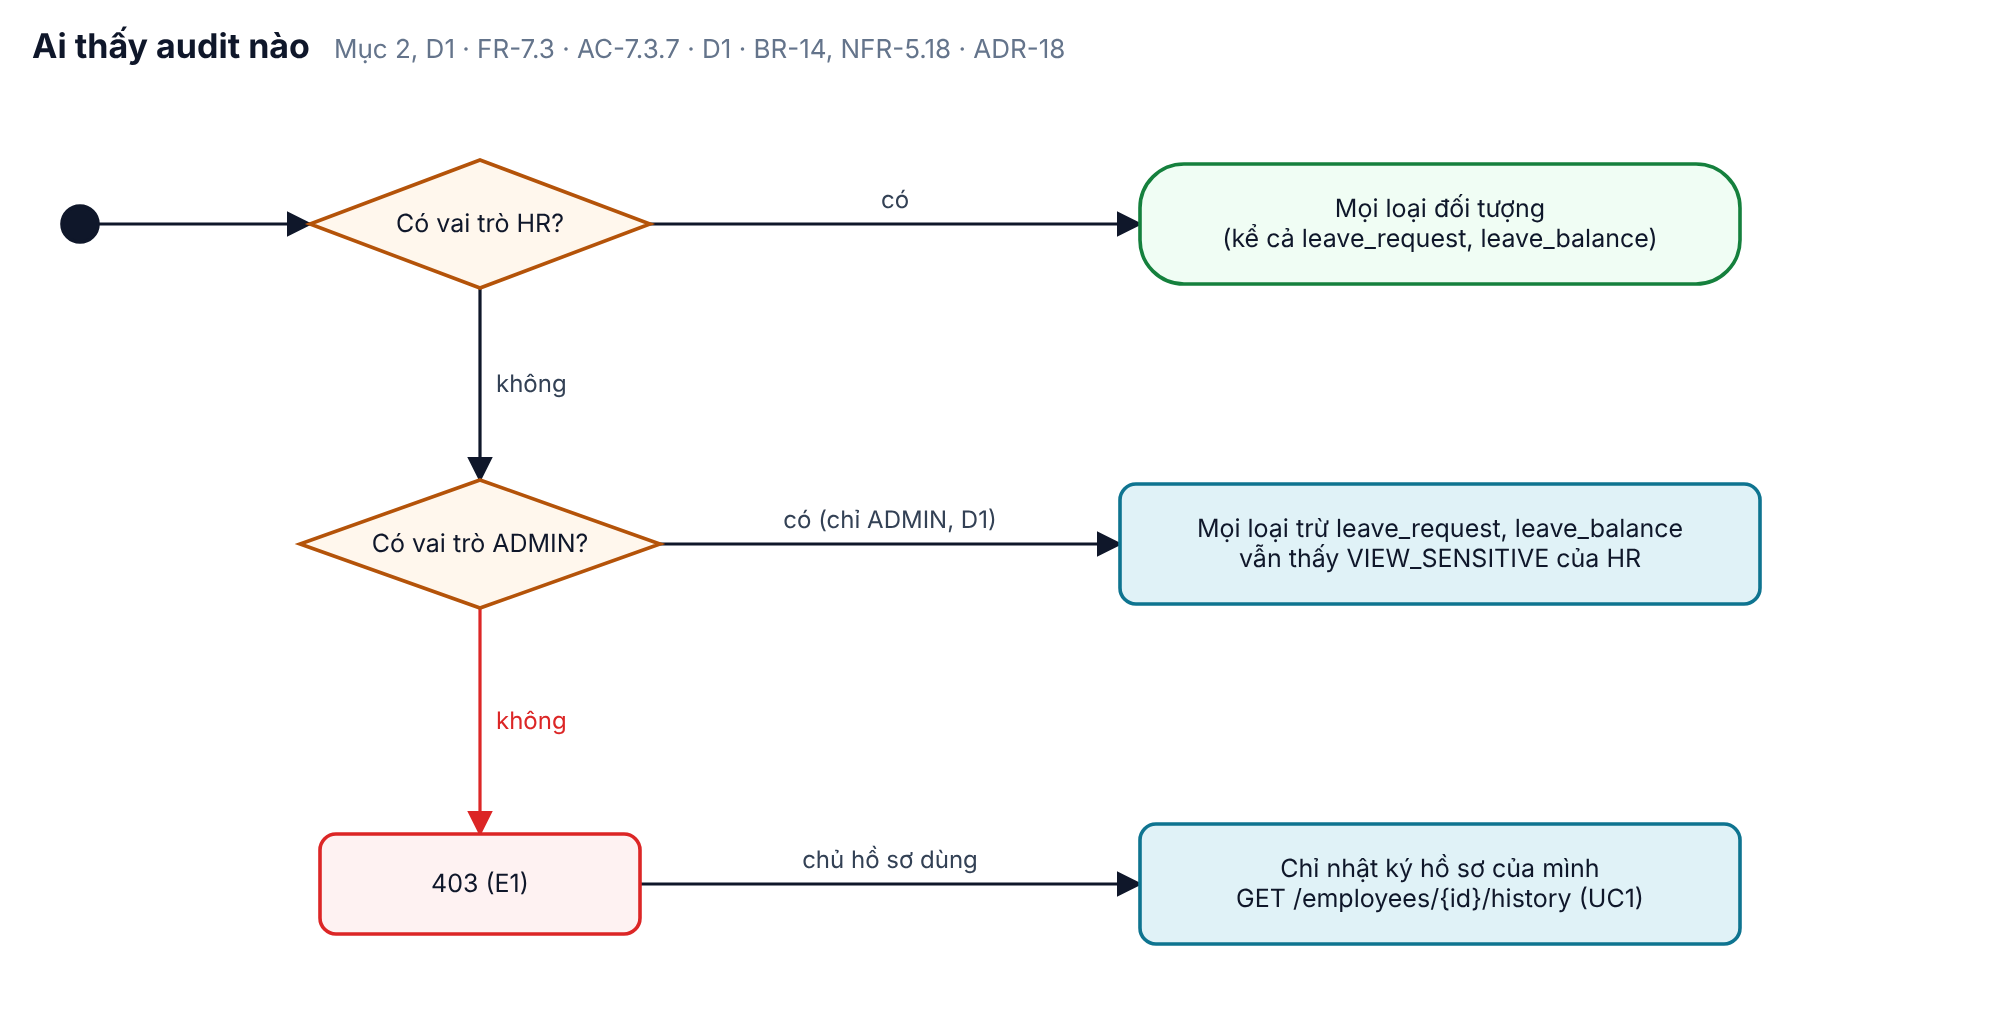 Ai thấy audit nào Mục 2, D1 · FR-7.3 · AC-7.3.7 · D1 · BR-14, NFR-5.18 · ADR-18
Có vai trò HR?
có
Mọi loại đối tượng
(kể cả leave_request, leave_balance)
không
Có vai trò ADMIN?
có (chỉ ADMIN, D1)
Mọi loại trừ leave_request, leave_balance
vẫn thấy VIEW_SENSITIVE của HR
không
403 (E1)
chủ hồ sơ dùng
Chỉ nhật ký hồ sơ của mình
GET /employees/{id}/history (UC1)